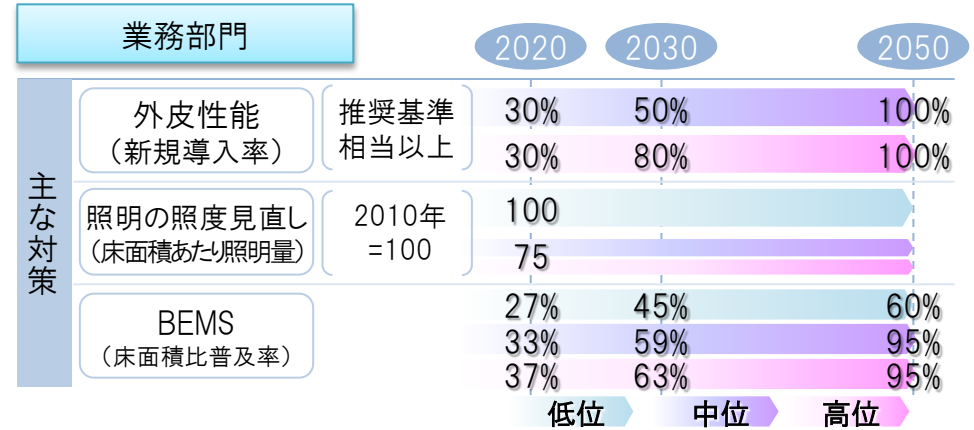 業務部門
2020 2030 2050
主な対策
外皮性能
（新規導入率）
推奨基準
相当以上
30% 50% 100%
30% 80% 100%
照明の照度見直し
（床面積あたり照明量）
2010年
=100
100
75
BEMS
（床面積比普及率）
27% 45% 60%
33% 59% 95%
37% 63% 95%
低位 中位 高位